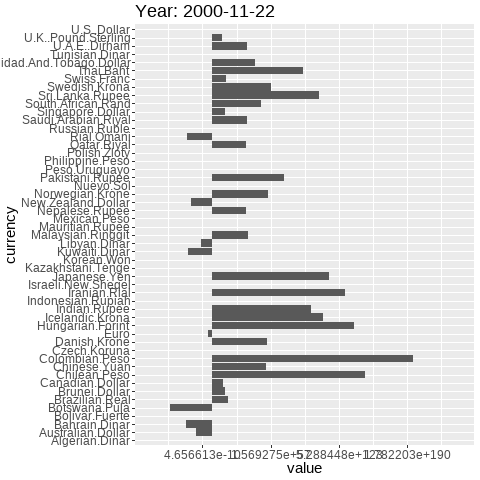 Year: 2000-11-22
U.S. Dollar
U.K. Pound Sterling
U.A.E. Dirham
Tunisian.Dinar
idad.And.Tobago.Dollar
Thai.Baht
Swiss.Franc
Swedish.Krona
Sri.Lanka.Rupee
South.African.Rand
Singapore.Dollar
Saudi.Arabian.Riyal
Russian.Ruble
Rial.Omani
Qatar.Riyal
Polish.Zloty
Philippine.Peso
Peso.Uruguayo
Pakistani.Rupee
Nuevo.Sol
Norwegian.Krone
New.Zealand.Dollar
Nepalese.Rupee
Mexican.Peso
Mauritian.Rupee
Malaysian.Ringgit
Libyan.Dinar
Kuwaiti.Dinar
Korean.Won
Kazakhstani.Tenge
Japanese.Yen
Israeli.New.Sheqel
Iranian.Rial
Indonesian.Rupiah
Indian.Rupee
Icelandic.Krona
Hungarian.Forint
Euro
Danish.Krone
Czech.Koruna
Colombian.Peso
Chinese.Yuan
Chilean.Peso
Canadian.Dollar
Brunei.Dollar
Brazilian.Real
Botswana.Pula
Bolivar.Fuerte
Bahrain.Dinar
Australian.Dollar
Algerian.Dinar
currency
value